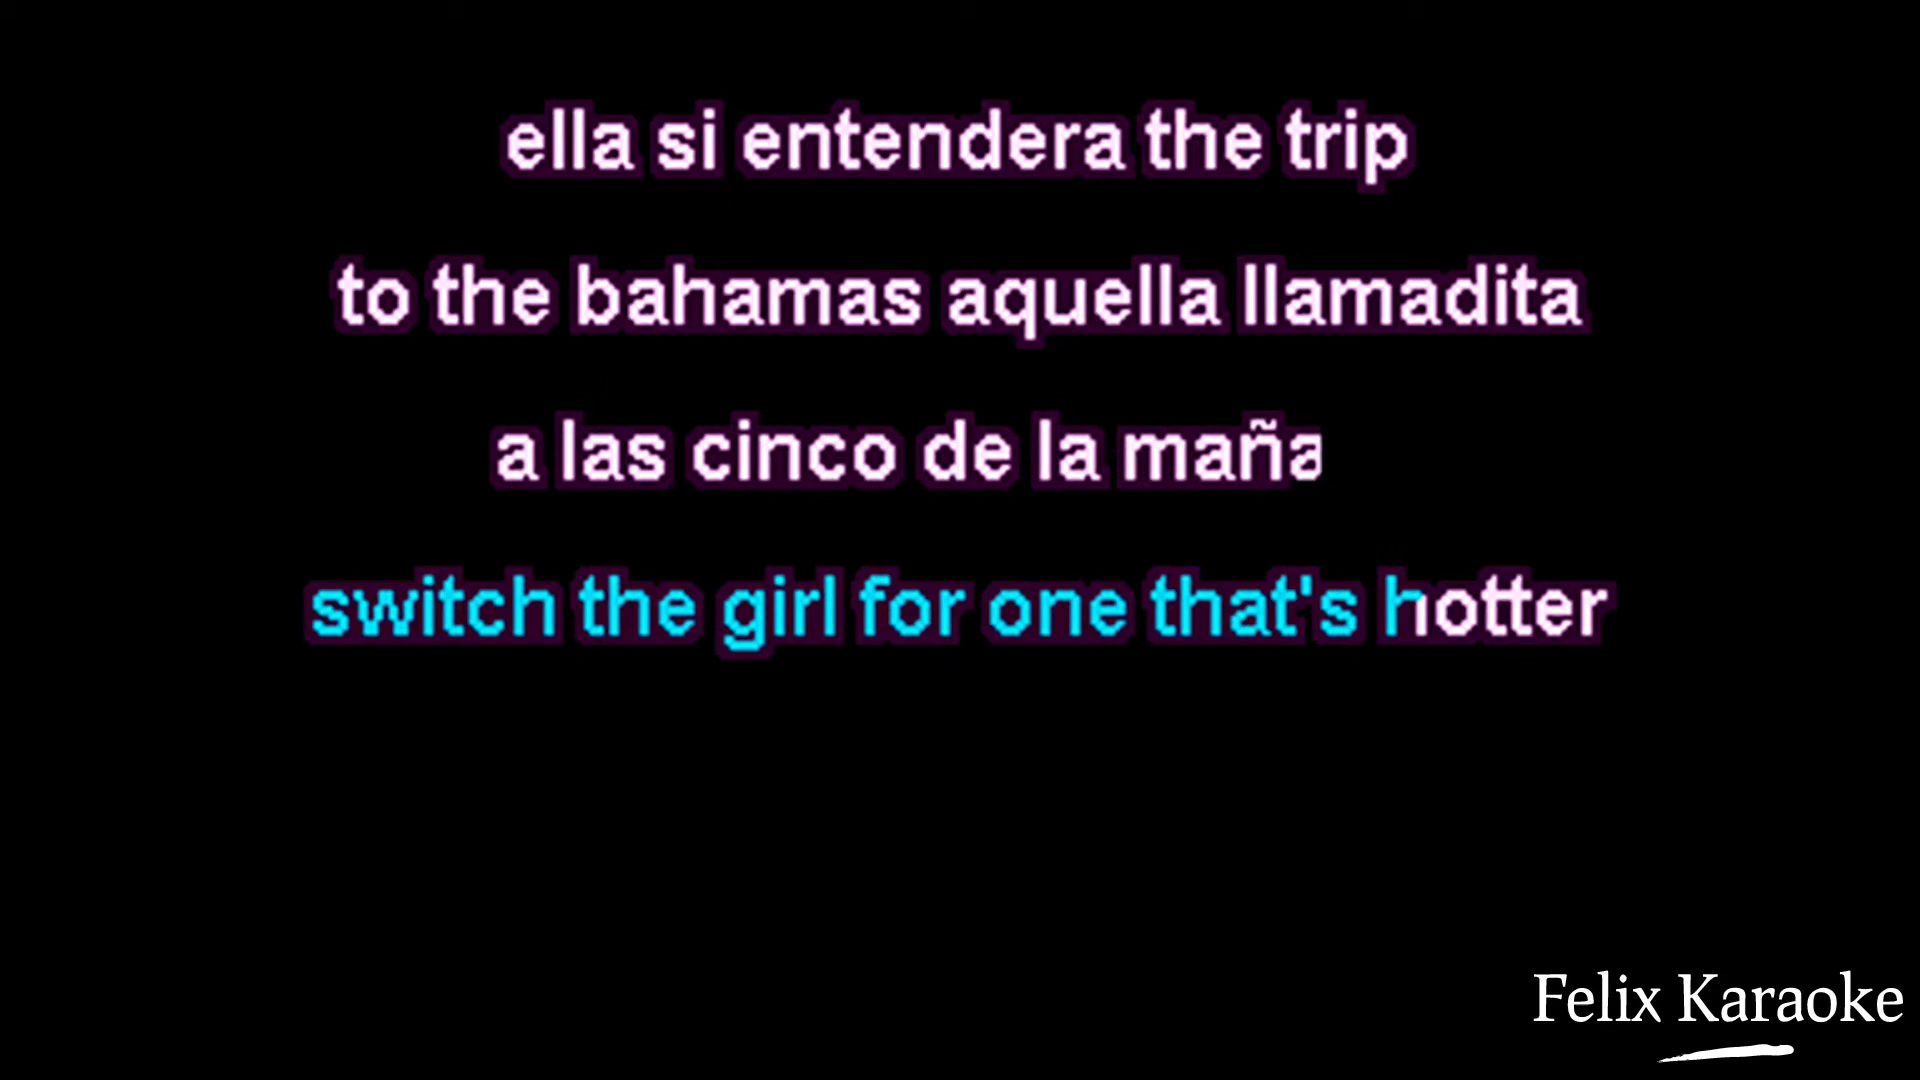 ella si entendera the trip
to the bahamas aquella llamadita
a las cinco de la maña
switch the girl for one that's hotter
Felix Karaoke